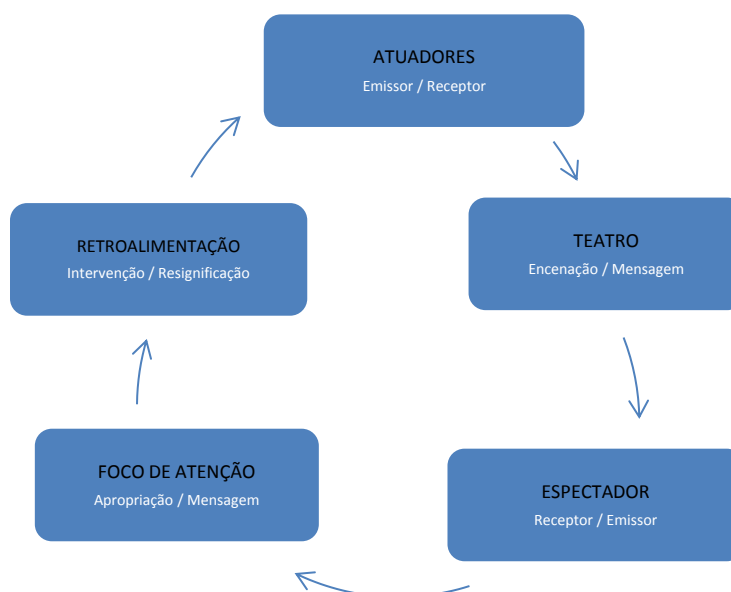 ATUADORES
Emissor / Receptor
TEATRO
Encenação / Mensagem
ESPECTADOR
Receptor / Emissor
FOCO DE ATENÇÃO
Apropriação / Mensagem
RETROALIMENTAÇÃO
Intervenção / Resignificação